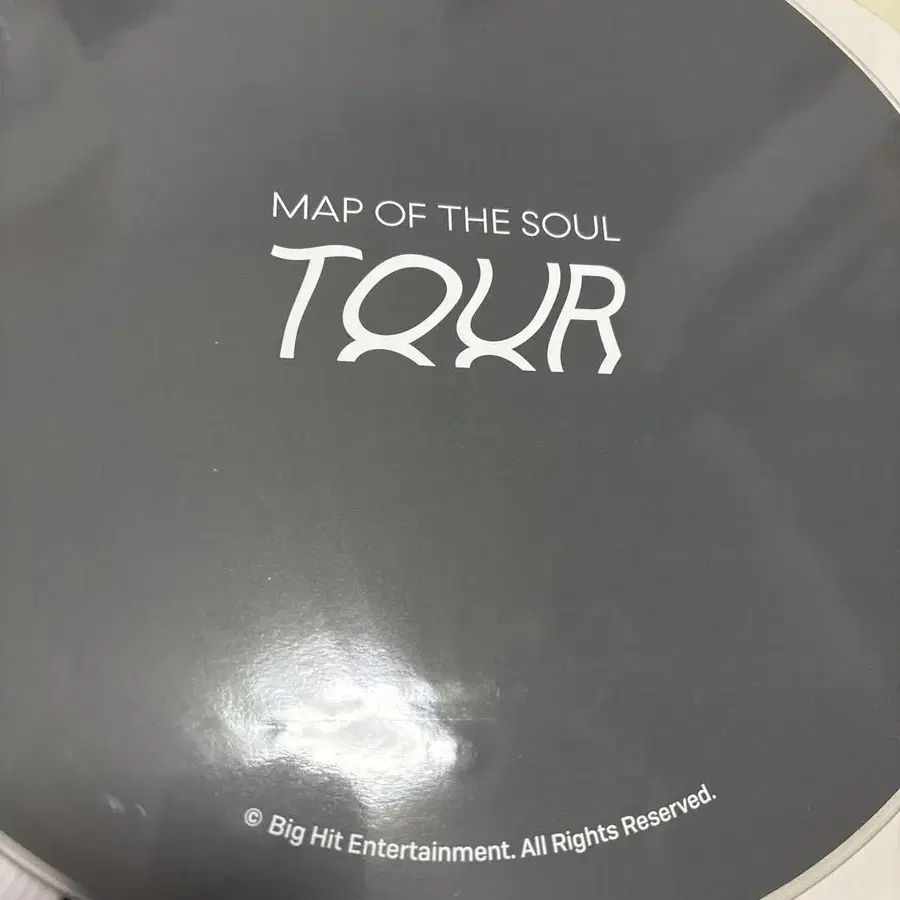 MAP OF THE SOUL
TOUR
© Big Hit Entertainment. All Rights Reserved.